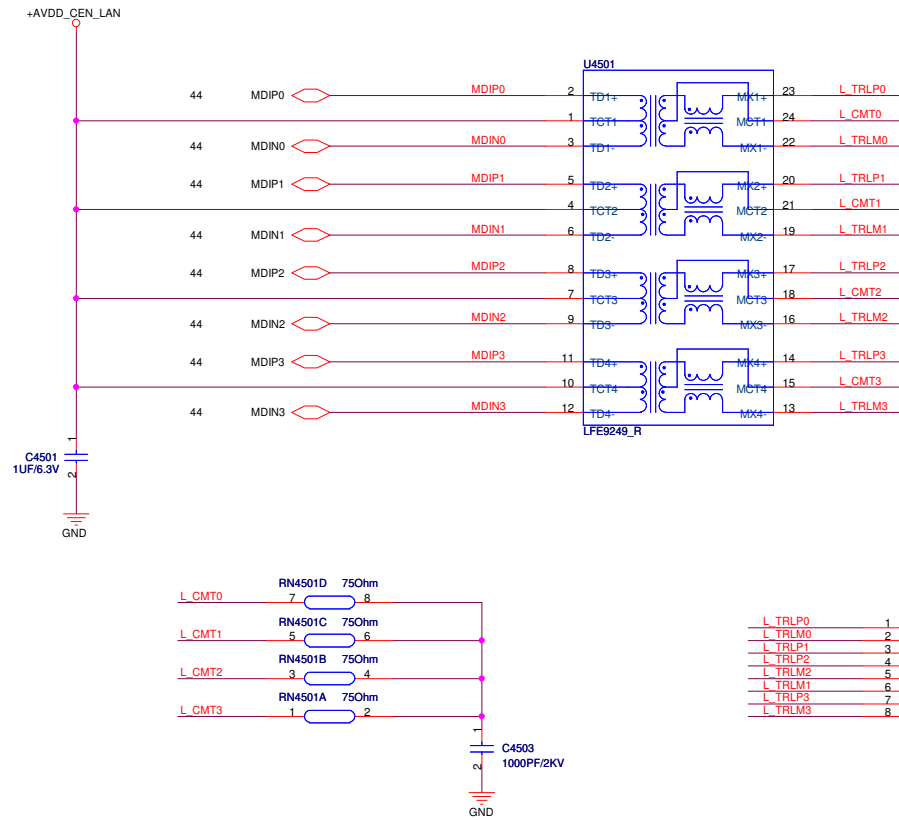 +AVDD_CEN_LAN
U4501
44 MDIP0 MDIP0 2 TD1+ MX1+ 23 L_TRLP0
1 TCT1 MCT1 24 L_CMT0
44 MDIN0 MDIN0 3 TD1- MX1- 22 L_TRLM0
44 MDIP1 MDIP1 5 TD2+ MX2+ 20 L_TRLP1
4 TCT2 MCT2 21 L_CMT1
44 MDIN1 MDIN1 6 TD2- MX2- 19 L_TRLM1
44 MDIP2 MDIP2 8 TD3+ MX3+ 17 L_TRLP2
7 TCT3 MCT3 18 L_CMT2
44 MDIN2 MDIN2 9 TD3- MX3- 16 L_TRLM2
44 MDIP3 MDIP3 11 TD4+ MX4+ 14 L_TRLP3
10 TCT4 MCT4 15 L_CMT3
44 MDIN3 MDIN3 12 TD4- MX4- 13 L_TRLM3
LFE9249_R
1
C4501
1UF/6.3V
2
GND
RN4501D 75Ohm
L_CMT0 7 8
RN4501C 75Ohm
L_CMT1 5 6
RN4501B 75Ohm
L_CMT2 3 4
RN4501A 75Ohm
L_CMT3 1 2
1
C4503
1000PF/2KV
2
GND
L_TRLP0 1
L_TRLM0 2
L_TRLP1 3
L_TRLP2 4
L_TRLM2 5
L_TRLM1 6
L_TRLP3 7
L_TRLM3 8